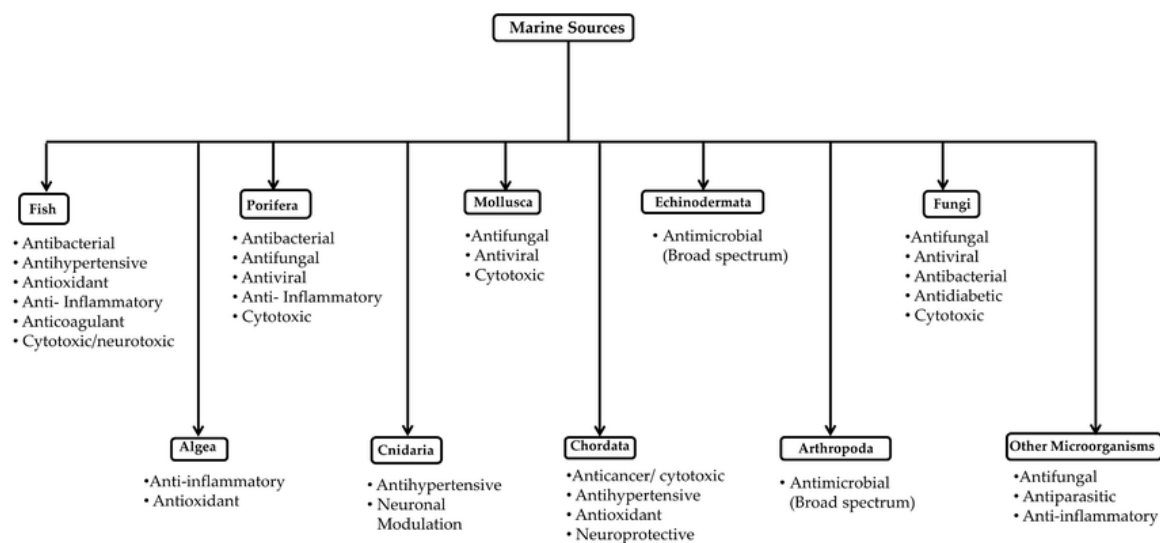 Marine Sources
Fish
• Antibacterial
• Antihypertensive
• Antioxidant
• Anti- Inflammatory
• Anticoagulant
• Cytotoxic/neurotoxic
Porifera
• Antibacterial
• Antifungal
• Antiviral
• Anti- Inflammatory
• Cytotoxic
Mollusca
• Antifungal
• Antiviral
• Cytotoxic
Echinodermata
• Antimicrobial
(Broad spectrum)
Fungi
• Antifungal
• Antiviral
• Antibacterial
• Antidiabetic
• Cytotoxic
Algea
•Anti-inflammatory
• Antioxidant
Cnidaria
• Antihypertensive
• Neuronal
Modulation
Chordata
•Anticancer/ cytotoxic
• Antihypertensive
• Antioxidant
• Neuroprotective
Arthropoda
• Antimicrobial
(Broad spectrum)
Other Microorganisms
• Antifungal
• Antiparasitic
• Anti-inflammatory